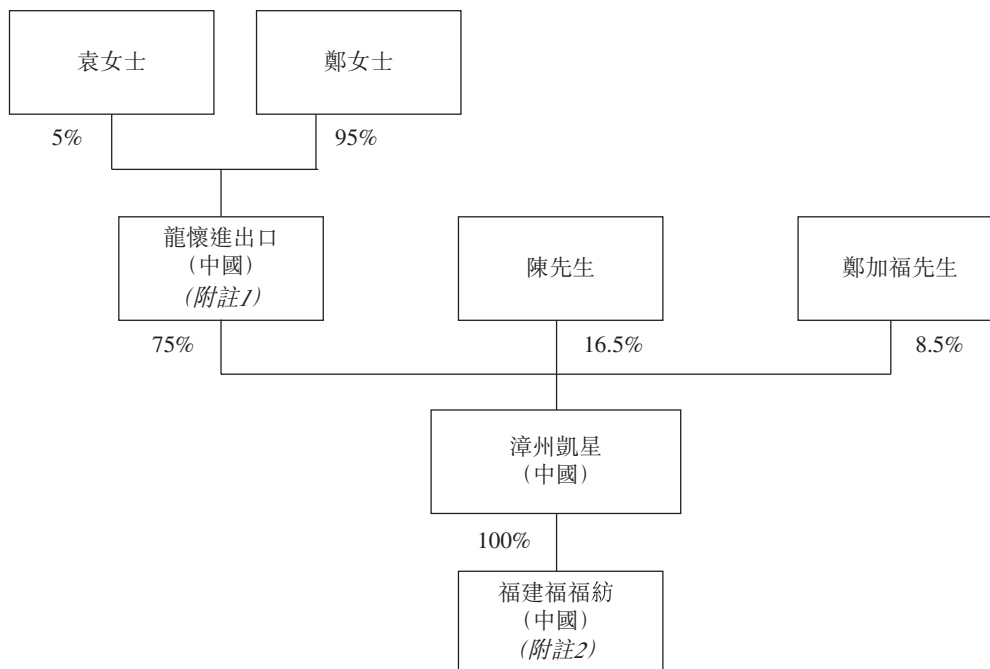 袁女士
鄭女士
5%
95%
龍懷進出口
（中國）
（附註1）
陳先生
鄭加福先生
75%
16.5%
8.5%
漳州凱星
（中國）
100%
福建福福紡
（中國）
（附註2）